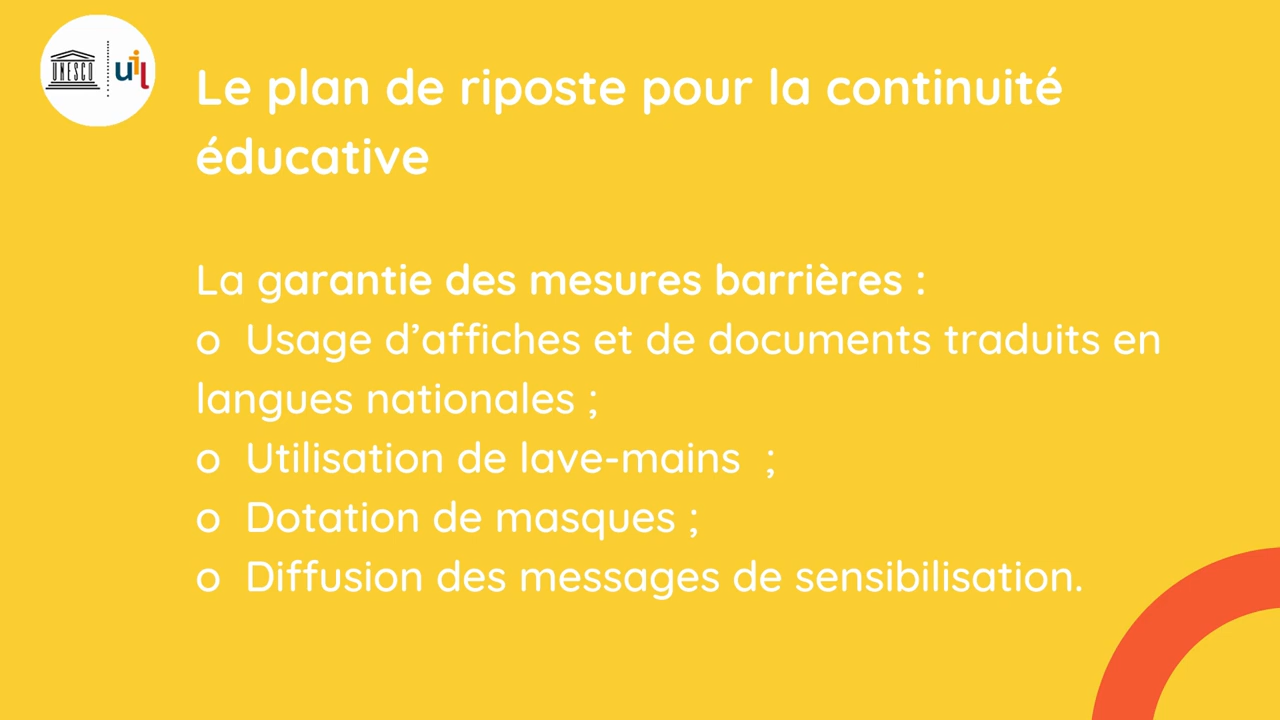 UNESCO
uil
Le plan de riposte pour la continuité
éducative
La garantie des mesures barrières :
o Usage d’affiches et de documents traduits en
langues nationales ;
o Utilisation de lave-mains  ;
o Dotation de masques ;
o Diffusion des messages de sensibilisation.